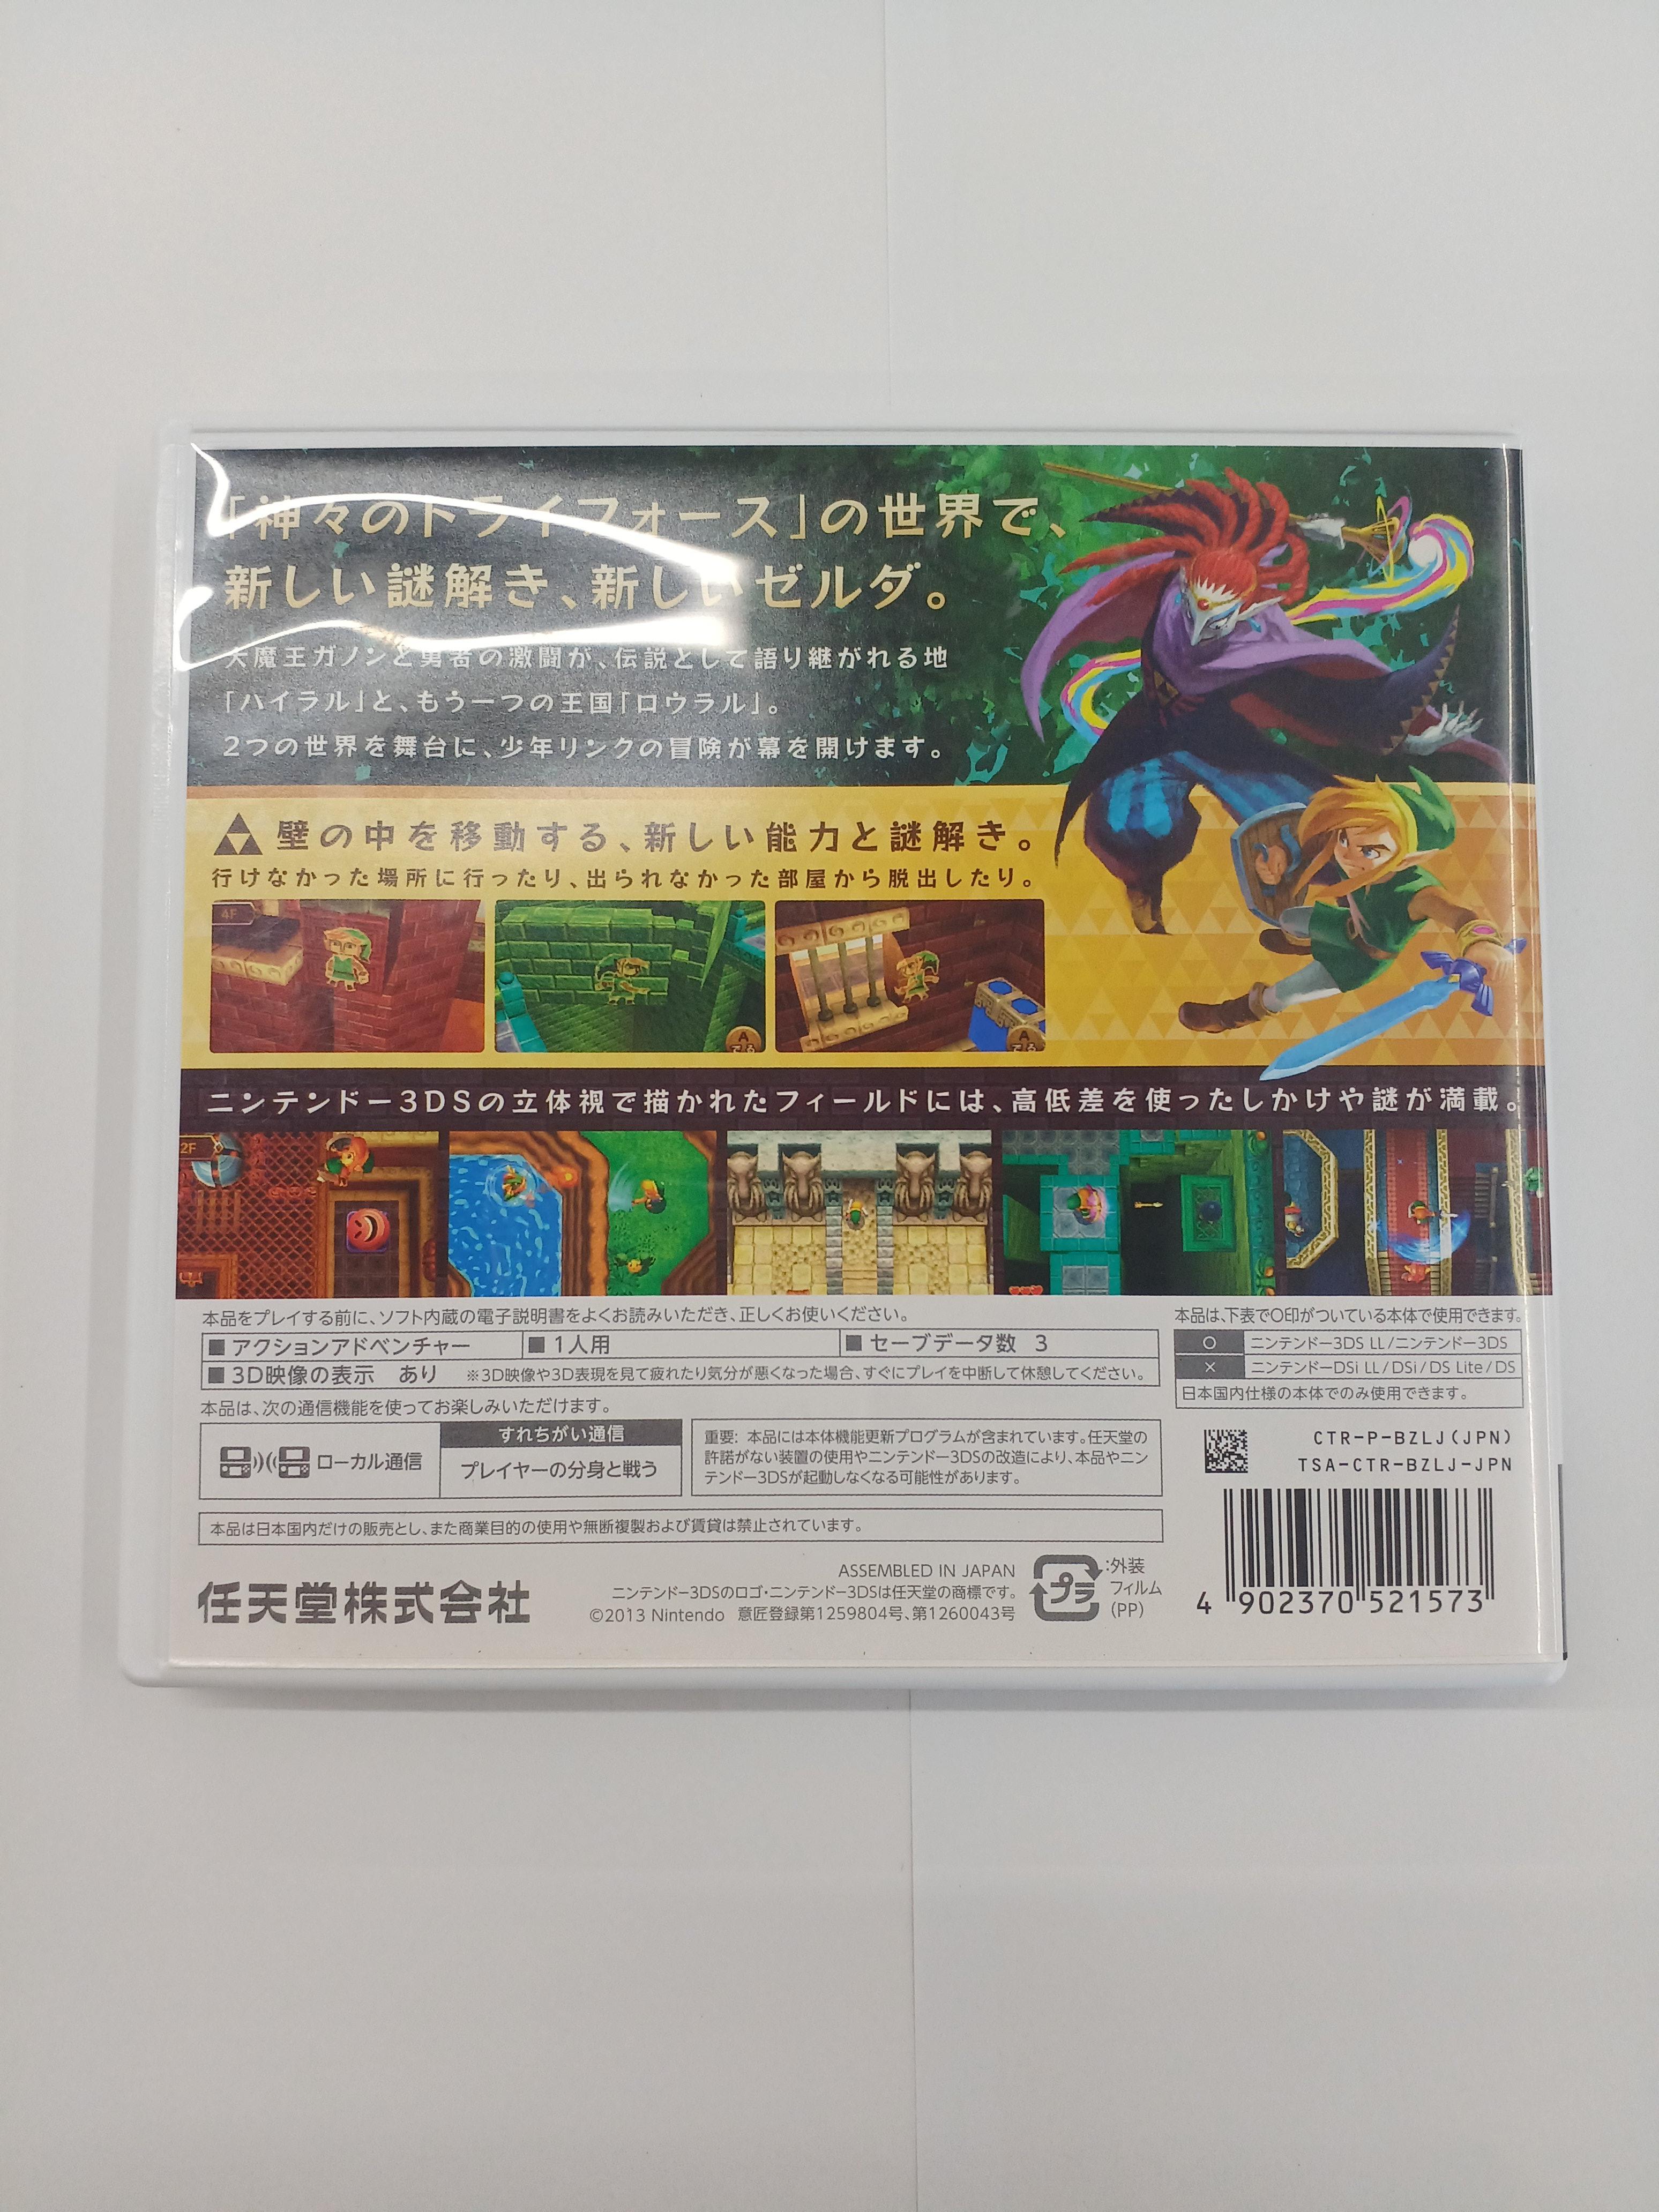 「神々のトライフォース」の世界で、
新しい謎解き、新しいゼルダ。
大魔王ガノンと勇者の激闘が、伝説として語り継がれる地
「ハイラル」と、もう一つの王国「ロウラル」。
2つの世界を舞台に、少年リンクの冒険が幕を開けます。
壁の中を移動する、新しい能力と謎解き。
行けなかった場所に行ったり、出られなかった部屋から脱出したり。
4F
A
A
ニンテンドー3DSの立体視で描かれたフィールドには、高低差を使ったしかけや謎が満載。
2F
本品をプレイする前に、ソフト内蔵の電子説明書をよくお読みいただき、正しくお使いください。
■アクションアドベンチャー ■1人用 ■セーブデータ数 3
■3D映像の表示 あり ※3D映像や3D表現を見て疲れたり気分が悪くなった場合、すぐにプレイを中断して休憩してください。
本品は、下表で○印がついている本体で使用できます。
○ ニンテンドー3DS LL/ニンテンドー3DS
× ニンテンドーDSi LL/DSi/DS Lite/DS
日本国内仕様の本体でのみ使用できます。
本品は、次の通信機能を使ってお楽しみいただけます。
ローカル通信
すれちがい通信
プレイヤーの分身と戦う
重要: 本品には本体機能更新プログラムが含まれています。任天堂の
許諾がない装置の使用やニンテンドー3DSの改造により、本品やニン
テンドー3DSが起動しなくなる可能性があります。
CTR-P-BZLJ(JPN)
TSA-CTR-BZLJ-JPN
本品は日本国内だけの販売とし、また商業目的の使用や無断複製および賃貸は禁止されています。
任天堂株式会社
ASSEMBLED IN JAPAN
ニンテンドー3DSのロゴ・ニンテンドー3DSは任天堂の商標です。
©2013 Nintendo 意匠登録第1259804号、第1260043号
プラ
:外装
フィルム
(PP)
4 902370 521573